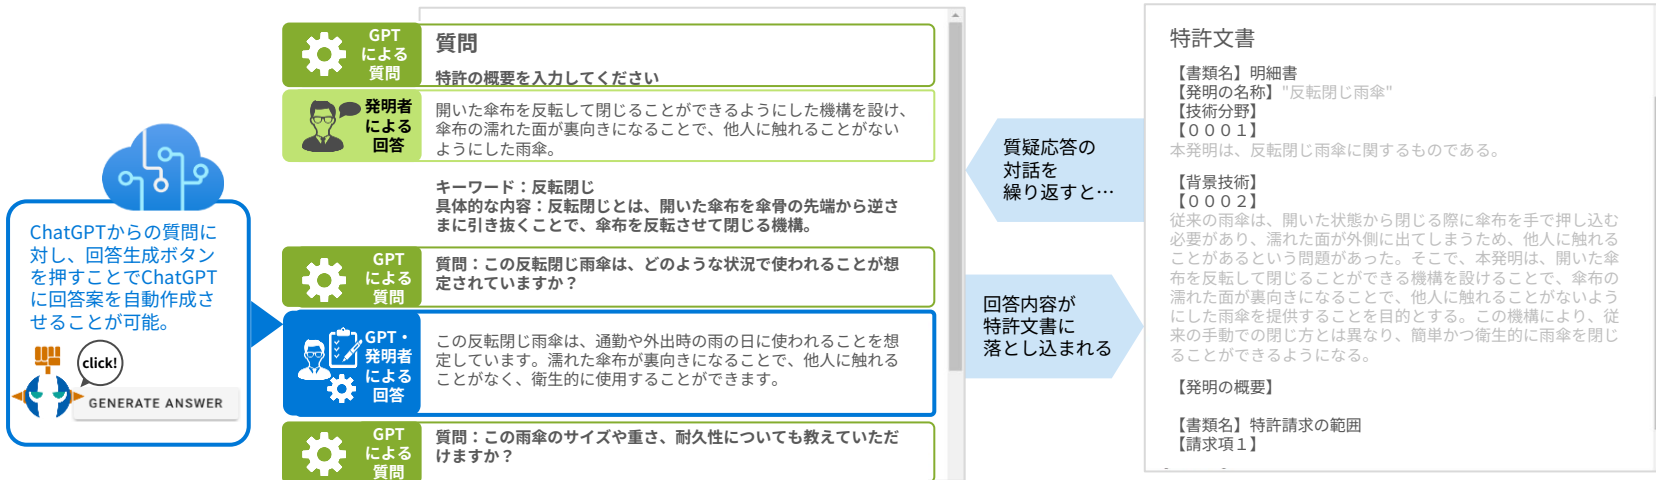 ChatGPTからの質問に
対し、回答生成ボタン
を押すことでChatGPT
に回答案を自動作成さ
せることが可能。
click!
GENERATE ANSWER
GPT
による
質問
質問
特許の概要を入力してください
発明者
による
回答
開いた傘布を反転して閉じることができるようにした機構を設け、
傘布の濡れた面が裏向きになることで、他人に触れることがない
ようにした雨傘。
キーワード：反転閉じ
具体的な内容：反転閉じとは、開いた傘布を傘骨の先端から逆さ
まに引き抜くことで、傘布を反転させて閉じる機構。
GPT
による
質問
質問：この反転閉じ雨傘は、どのような状況で使われることが想
定されていますか？
GPT・
発明者
による
回答
この反転閉じ雨傘は、通勤や外出時の雨の日に使われることを想
定しています。濡れた傘布が裏向きになることで、他人に触れる
ことがなく、衛生的に使用することができます。
GPT
による
質問
質問：この雨傘のサイズや重さ、耐久性についても教えていただ
けますか？
質疑応答の
対話を
繰り返すと…
回答内容が
特許文書に
落とし込まれる
特許文書
【書類名】明細書
【発明の名称】"反転閉じ雨傘"
【技術分野】
【０００１】
本発明は、反転閉じ雨傘に関するものである。
【背景技術】
【０００２】
従来の雨傘は、開いた状態から閉じる際に傘布を手で押し込む
必要があり、濡れた面が外側に出てしまうため、他人に触れる
ことがあるという問題があった。そこで、本発明は、開いた傘
布を反転して閉じることができる機構を設けることで、傘布の
濡れた面が裏向きになることで、他人に触れることがないよう
にした雨傘を提供することを目的とする。この機構により、従
来の手動での閉じ方とは異なり、簡単かつ衛生的に雨傘を閉じ
ることができるようになる。
【発明の概要】
【書類名】特許請求の範囲
【請求項１】